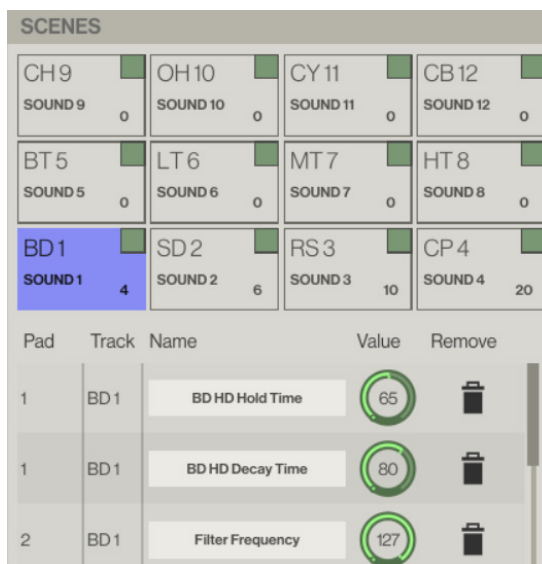 SCENES
CH 9 OH 10 CY 11 CB 12
SOUND 9 SOUND 10 SOUND 11 SOUND 12
0 0 0 0
BT 5 LT 6 MT 7 HT 8
SOUND 5 SOUND 6 SOUND 7 SOUND 8
0 0 0 0
BD 1 SD 2 RS 3 CP 4
SOUND 1 SOUND 2 SOUND 3 SOUND 4
4 6 10 20
Pad Track Name Value Remove
1 BD 1 BD HD Hold Time 65
1 BD 1 BD HD Decay Time 80
2 BD 1 Filter Frequency 127